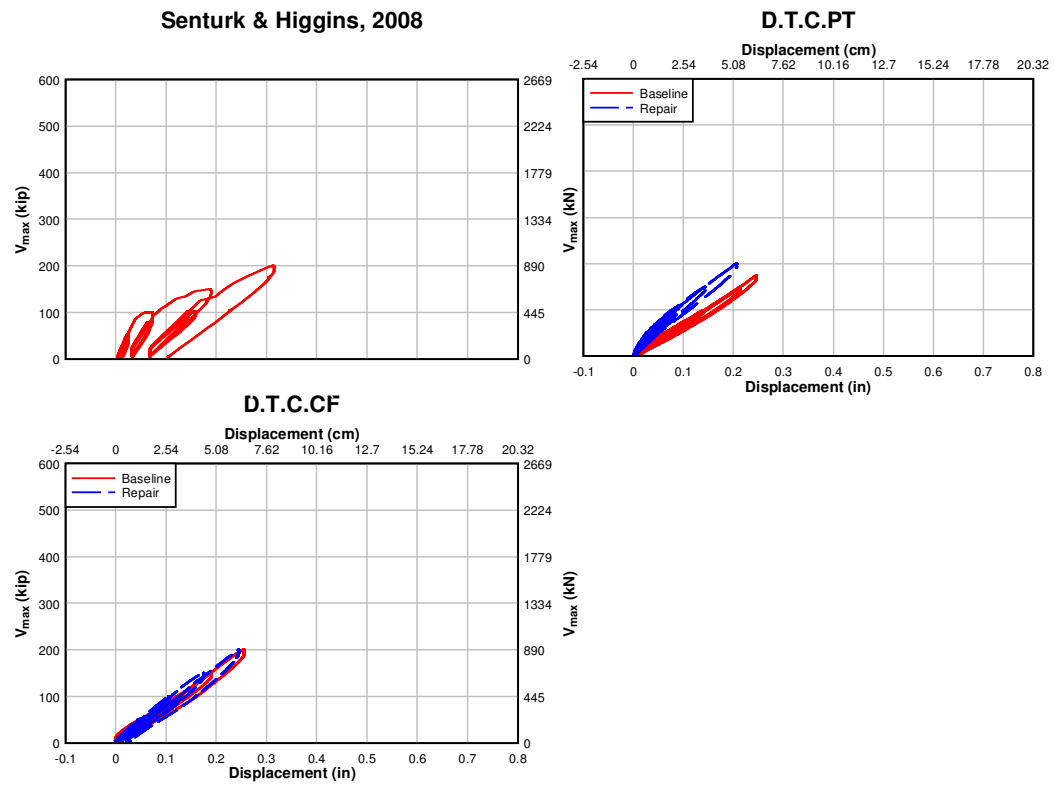 Senturk & Higgins, 2008
600
500
400
300
200
100
0
Vmax (kip)
2669
2224
1779
1334
890
445
0
Vmax (kN)
D.T.C.PT
Displacement (cm)
-2.54 0 2.54 5.08 7.62 10.16 12.7 15.24 17.78 20.32
Baseline
Repair
-0.1 0 0.1 0.2 0.3 0.4 0.5 0.6 0.7 0.8
Displacement (in)
D.T.C.CF
Displacement (cm)
-2.54 0 2.54 5.08 7.62 10.16 12.7 15.24 17.78 20.32
Baseline
Repair
600
500
400
300
200
100
0
Vmax (kip)
2669
2224
1779
1334
890
445
0
Vmax (kN)
-0.1 0 0.1 0.2 0.3 0.4 0.5 0.6 0.7 0.8
Displacement (in)